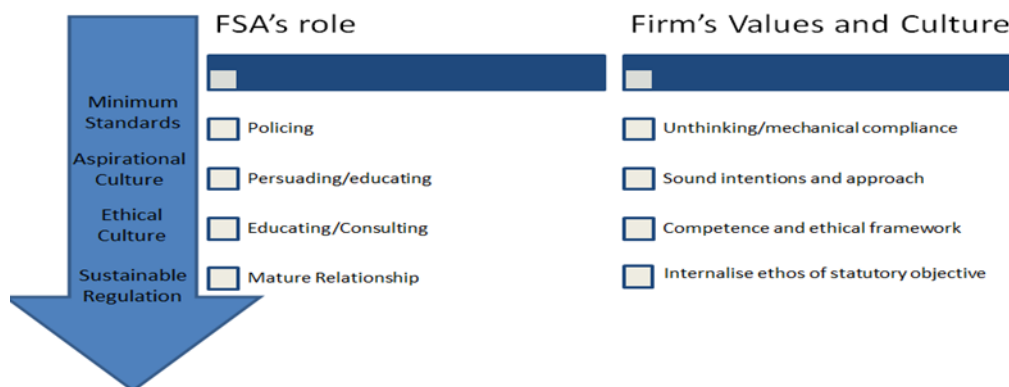 FSA's role
Firm's Values and Culture
Minimum
Standards
Policing
Unthinking/mechanical compliance
Aspirational
Culture
Persuading/educating
Sound intentions and approach
Ethical
Culture
Educating/Consulting
Competence and ethical framework
Sustainable
Regulation
Mature Relationship
Internalise ethos of statutory objective